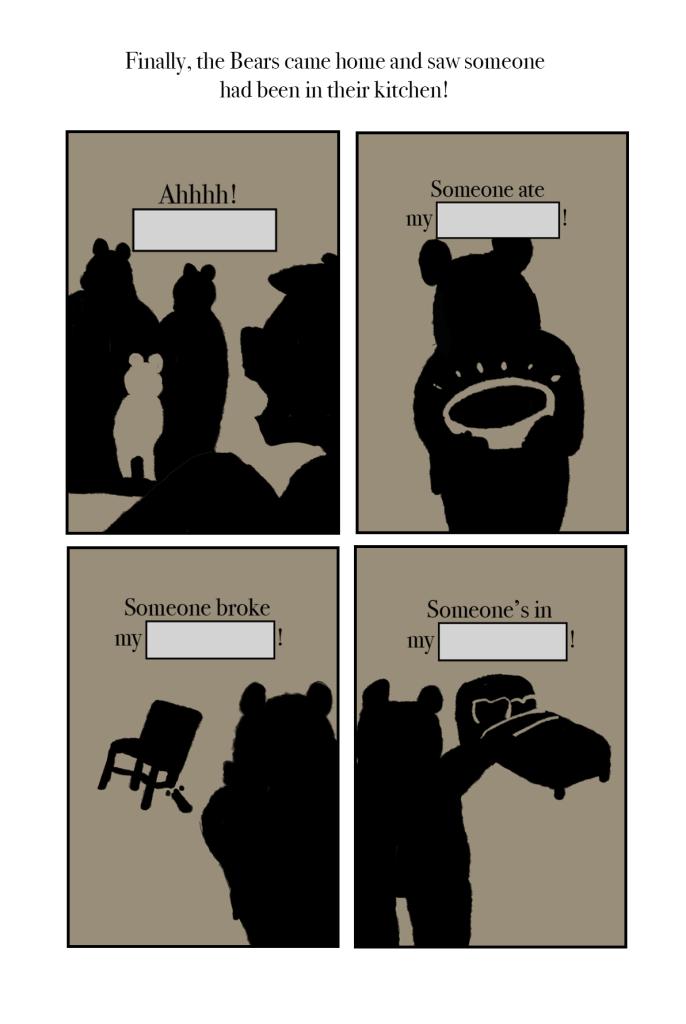 Finally, the Bears came home and saw someone
had been in their kitchen!
Ahhhh!
Someone ate
my !
Someone broke
my !
Someone's in
my !